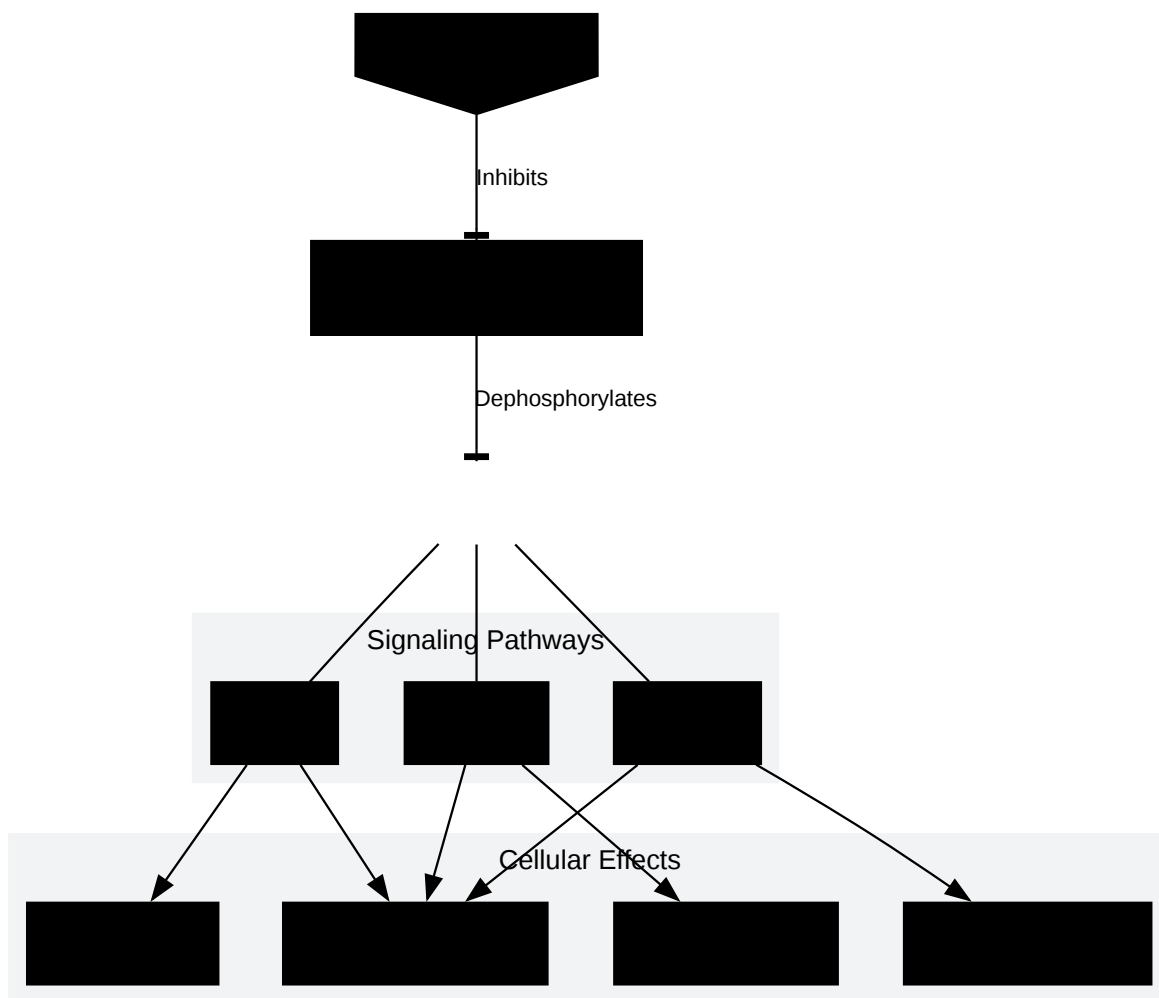 Inhibits
Dephosphorylates
Signaling Pathways
Cellular Effects